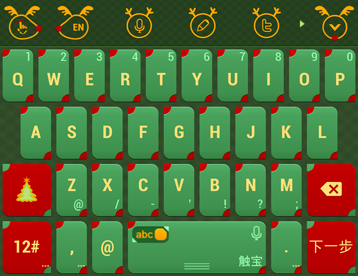 EN
1 2 3 4 5 6 7 8 9 0
Q W E R T Y U I O P
A S D F G H J K L
Z X C V B N M
@ / - ' ! ? ;
12# , @ abc . 下一步
... 触宝 ...